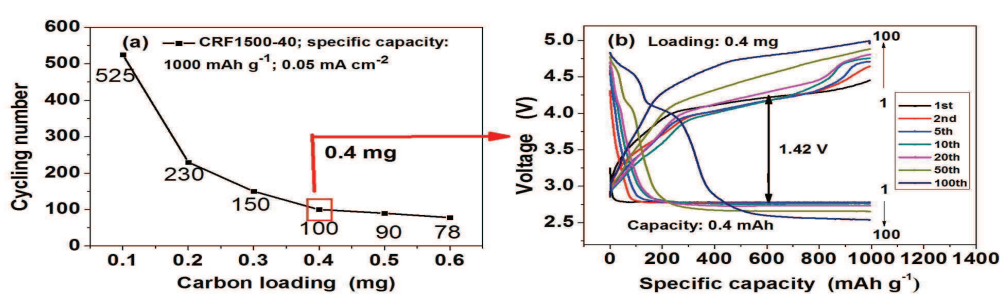 (a) CRF1500-40; specific capacity:
1000 mAh g⁻¹; 0.05 mA cm⁻²
Cycling number
600
500
400
300
200
100
0
525
230
150
100
90
78
0.4 mg
0.1 0.2 0.3 0.4 0.5 0.6
Carbon loading (mg)
(b) Loading: 0.4 mg
Voltage (V)
5.0
4.5
4.0
3.5
3.0
2.5
1.42 V
Capacity: 0.4 mAh
100
1
1st
2nd
5th
10th
20th
50th
100th
1
100
0 200 400 600 800 1000 1400
Specific capacity (mAh g⁻¹)